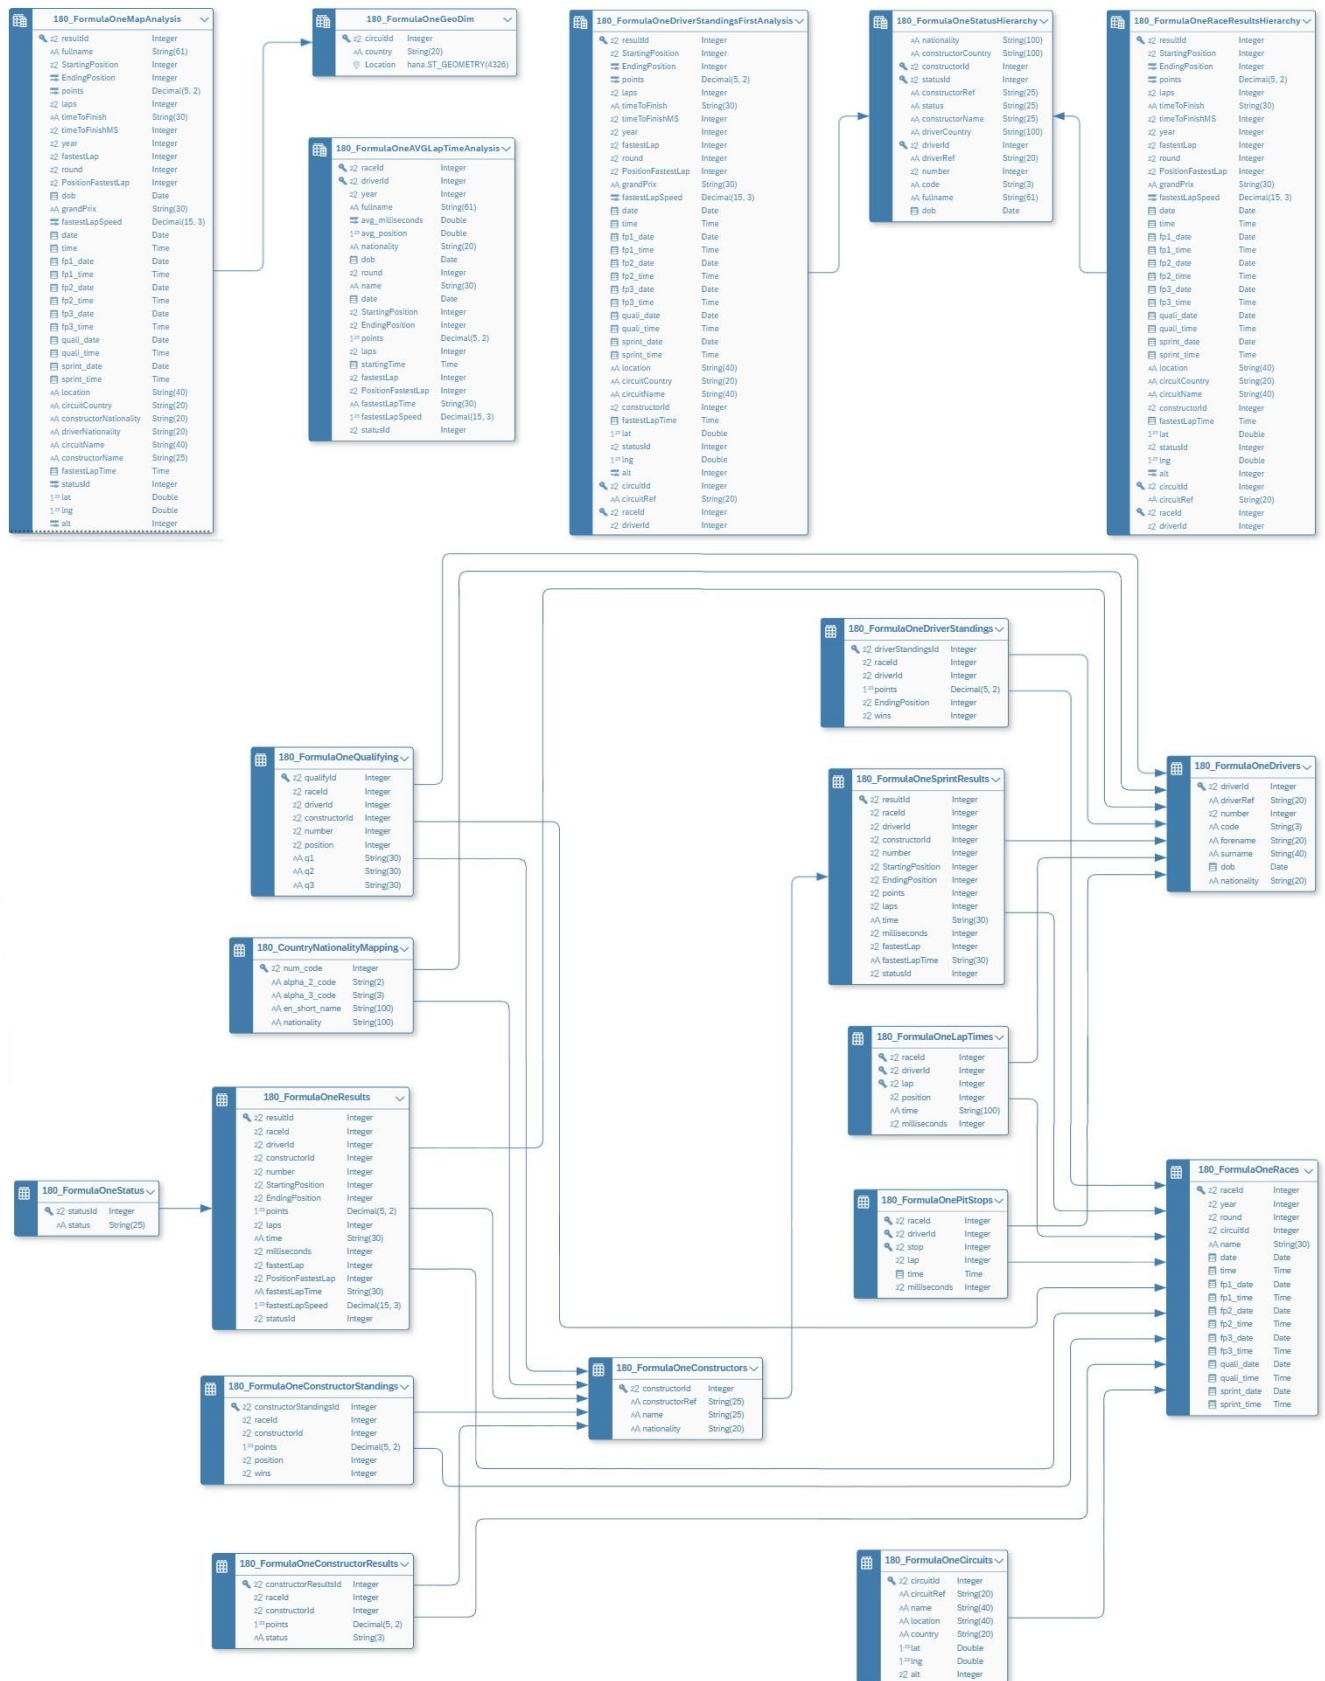 180_FormulaOneMapAnalysis
resultId Integer
fullname String(61)
StartingPosition Integer
EndingPosition Integer
points Decimal(5, 2)
laps Integer
timeToFinish String(30)
timeToFinishMS Integer
year Integer
fastestLap Integer
round Integer
PositionFastestLap Integer
dob Date
grandPrix String(30)
fastestLapSpeed Decimal(15, 3)
date Date
time Time
fp1_date Date
fp1_time Time
fp2_date Date
fp2_time Time
fp3_date Date
fp3_time Time
quali_date Date
quali_time Time
sprint_date Date
sprint_time Time
location String(40)
circuitCountry String(20)
constructorNationality String(20)
driverNationality String(20)
circuitName String(40)
constructorName String(25)
fastestLapTime Time
statusId Integer
lat Double
lng Double
alt Integer
180_FormulaOneGeoDim
circuitId Integer
country String(20)
Location hana.ST_GEOMETRY(4326)
180_FormulaOneAVGLapTimeAnalysis
raceId Integer
driverId Integer
year Integer
fullname String(61)
avg_milliseconds Double
avg_position Double
nationality String(20)
dob Date
round Integer
name String(30)
date Date
StartingPosition Integer
EndingPosition Integer
points Decimal(5, 2)
laps Integer
startingTime Time
fastestLap Integer
PositionFastestLap Integer
fastestLapTime String(30)
fastestLapSpeed Decimal(15, 3)
statusId Integer
180_FormulaOneDriverStandingsFirstAnalysis
resultId Integer
StartingPosition Integer
EndingPosition Integer
points Decimal(5, 2)
laps Integer
timeToFinish String(30)
timeToFinishMS Integer
year Integer
fastestLap Integer
round Integer
PositionFastestLap Integer
grandPrix String(30)
fastestLapSpeed Decimal(15, 3)
date Date
time Time
fp1_date Date
fp1_time Time
fp2_date Date
fp2_time Time
fp3_date Date
fp3_time Time
quali_date Date
quali_time Time
sprint_date Date
sprint_time Time
location String(40)
circuitCountry String(20)
circuitName String(40)
constructorId Integer
fastestLapTime Time
lat Double
statusId Integer
lng Double
alt Integer
circuitId Integer
circuitRef String(20)
raceId Integer
driverId Integer
180_FormulaOneStatusHierarchy
nationality String(100)
constructorCountry String(100)
constructorId Integer
statusId Integer
constructorRef String(25)
status String(25)
constructorName String(25)
driverCountry String(100)
driverId Integer
driverRef String(20)
number Integer
code String(3)
fullname String(61)
dob Date
180_FormulaOneRaceResultsHierarchy
resultId Integer
StartingPosition Integer
EndingPosition Integer
points Decimal(5, 2)
laps Integer
timeToFinish String(30)
timeToFinishMS Integer
year Integer
fastestLap Integer
round Integer
PositionFastestLap Integer
grandPrix String(30)
fastestLapSpeed Decimal(15, 3)
date Date
time Time
fp1_date Date
fp1_time Time
fp2_date Date
fp2_time Time
fp3_date Date
fp3_time Time
quali_date Date
quali_time Time
sprint_date Date
sprint_time Time
location String(40)
circuitCountry String(20)
circuitName String(40)
constructorId Integer
fastestLapTime Time
lat Double
statusId Integer
lng Double
alt Integer
circuitId Integer
circuitRef String(20)
raceId Integer
driverId Integer
180_FormulaOneDriverStandings
driverStandingsId Integer
raceId Integer
driverId Integer
points Decimal(5, 2)
EndingPosition Integer
wins Integer
180_FormulaOneQualifying
qualifyId Integer
raceId Integer
driverId Integer
constructorId Integer
number Integer
position Integer
q1 String(30)
q2 String(30)
q3 String(30)
180_FormulaOneSprintResults
resultId Integer
raceId Integer
driverId Integer
constructorId Integer
number Integer
StartingPosition Integer
EndingPosition Integer
points Integer
laps Integer
time String(30)
milliseconds Integer
fastestLap Integer
fastestLapTime String(30)
statusId Integer
180_FormulaOneDrivers
driverId Integer
driverRef String(20)
number Integer
code String(3)
forename String(20)
surname String(40)
dob Date
nationality String(20)
180_CountryNationalityMapping
num_code Integer
alpha_2_code String(2)
alpha_3_code String(3)
en_short_name String(100)
nationality String(100)
180_FormulaOneLapTimes
raceId Integer
driverId Integer
lap Integer
position Integer
time String(100)
milliseconds Integer
180_FormulaOneResults
resultId Integer
raceId Integer
driverId Integer
constructorId Integer
number Integer
StartingPosition Integer
EndingPosition Integer
points Decimal(5, 2)
laps Integer
time String(30)
milliseconds Integer
fastestLap Integer
PositionFastestLap Integer
fastestLapTime String(30)
fastestLapSpeed Decimal(15, 3)
statusId Integer
180_FormulaOneStatus
statusId Integer
status String(25)
180_FormulaOnePitStops
raceId Integer
driverId Integer
stop Integer
lap Integer
time Time
milliseconds Integer
180_FormulaOneRaces
raceId Integer
year Integer
round Integer
circuitId Integer
name String(30)
date Date
time Time
fp1_date Date
fp1_time Time
fp2_date Date
fp2_time Time
fp3_date Date
fp3_time Time
quali_date Date
quali_time Time
sprint_date Date
sprint_time Time
180_FormulaOneConstructors
constructorId Integer
constructorRef String(25)
name String(25)
nationality String(20)
180_FormulaOneConstructorStandings
constructorStandingsId Integer
raceId Integer
constructorId Integer
points Decimal(5, 2)
position Integer
wins Integer
180_FormulaOneConstructorResults
constructorResultsId Integer
raceId Integer
constructorId Integer
points Decimal(5, 2)
status String(3)
180_FormulaOneCircuits
circuitId Integer
circuitRef String(20)
name String(40)
location String(40)
country String(20)
lat Double
lng Double
alt Integer